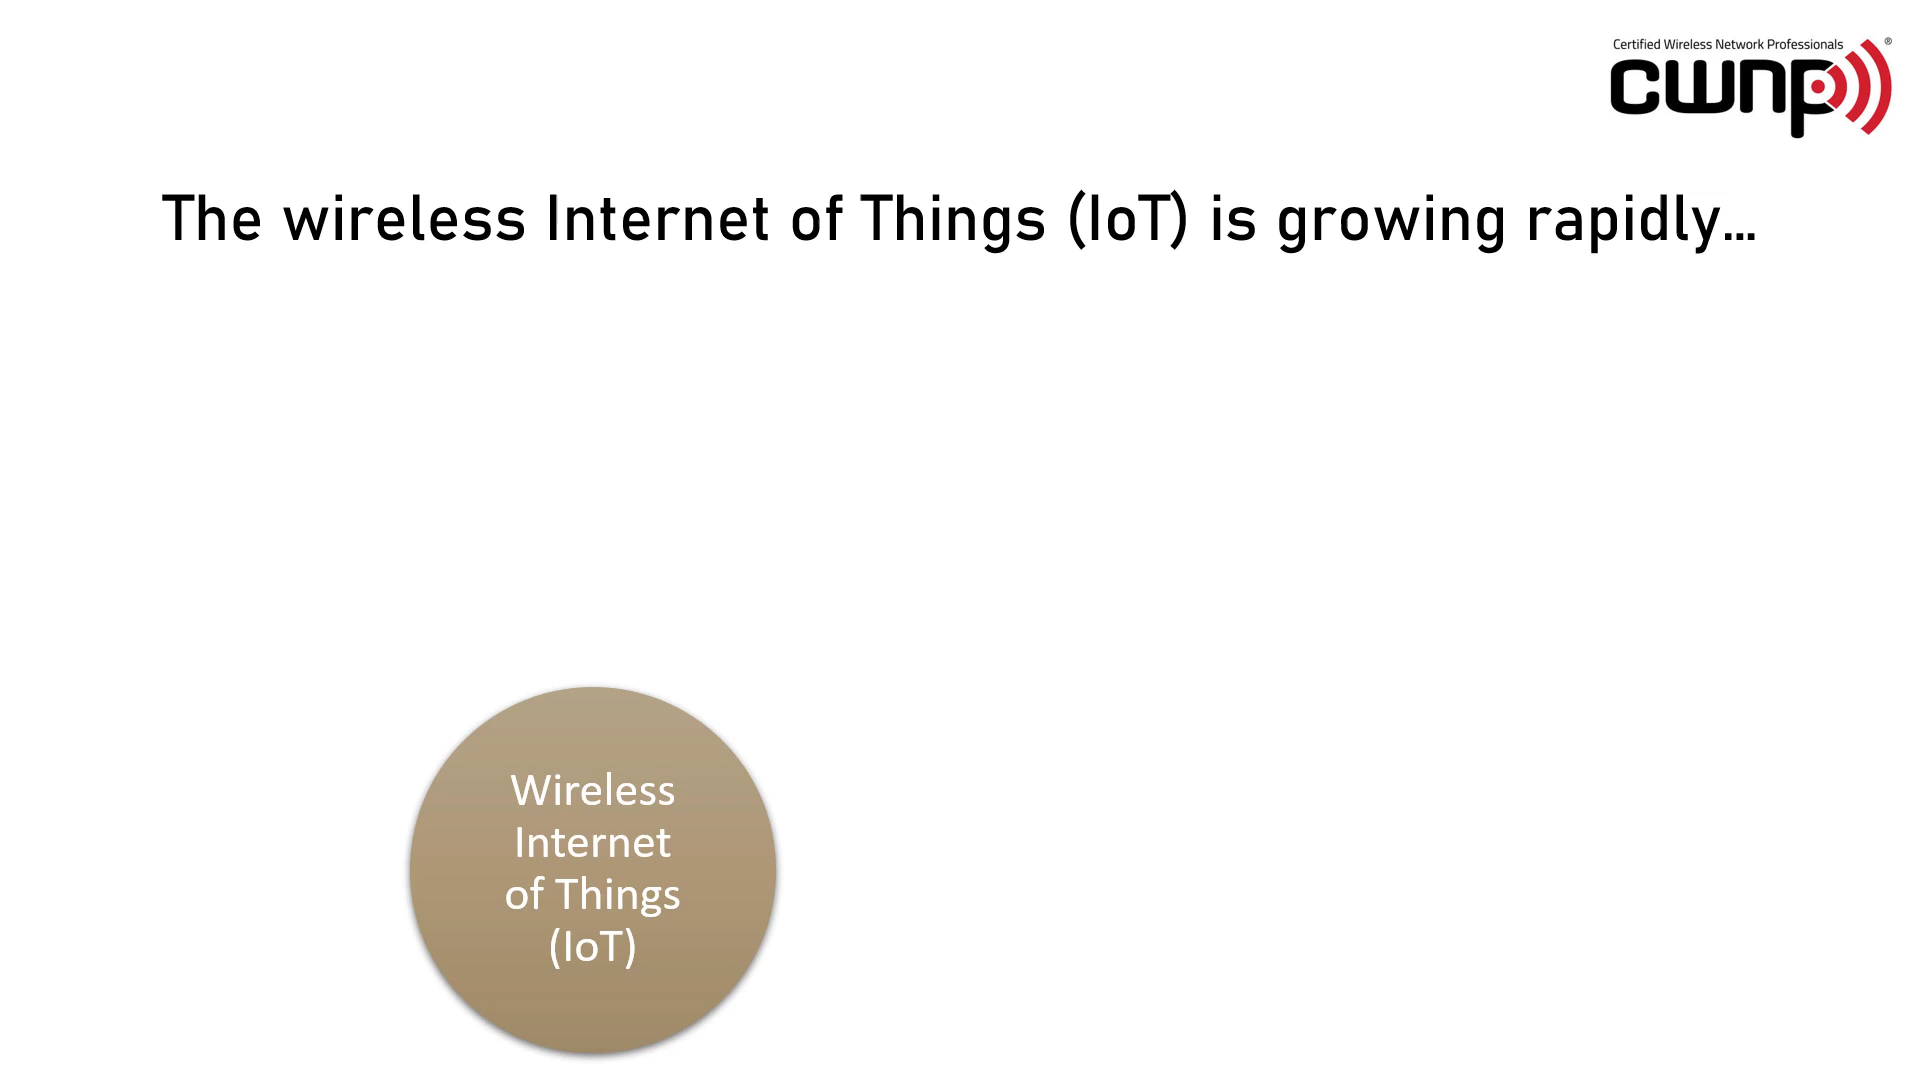 Certified Wireless Network Professionals ®
cwnp
The wireless Internet of Things (IoT) is growing rapidly...
Wireless
Internet
of Things
(IoT)